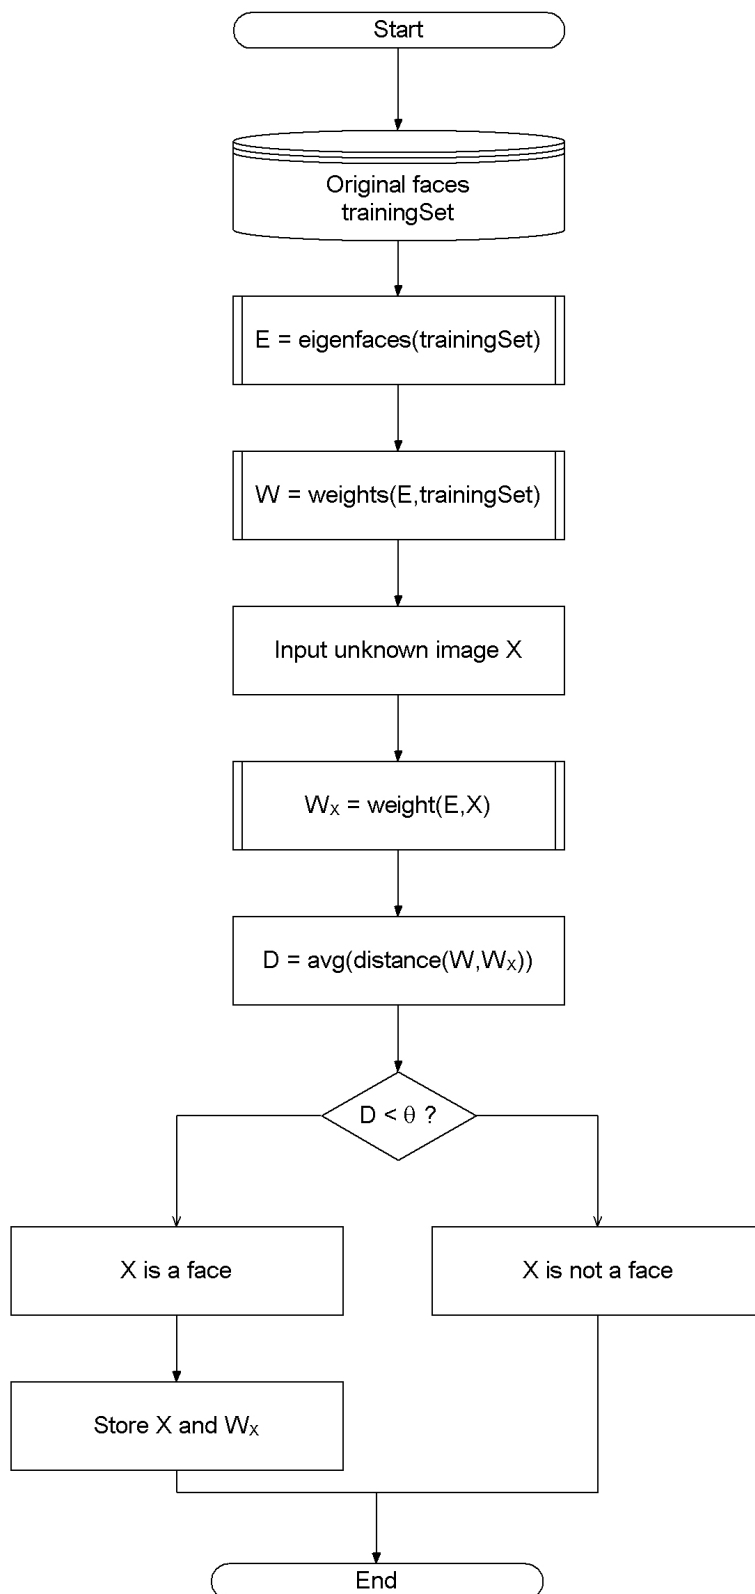 Start
Original faces
trainingSet
E = eigenfaces(trainingSet)
W = weights(E,trainingSet)
Input unknown image X
Wₓ = weight(E,X)
D = avg(distance(W,Wₓ))
D < θ ?
X is a face
X is not a face
Store X and Wₓ
End